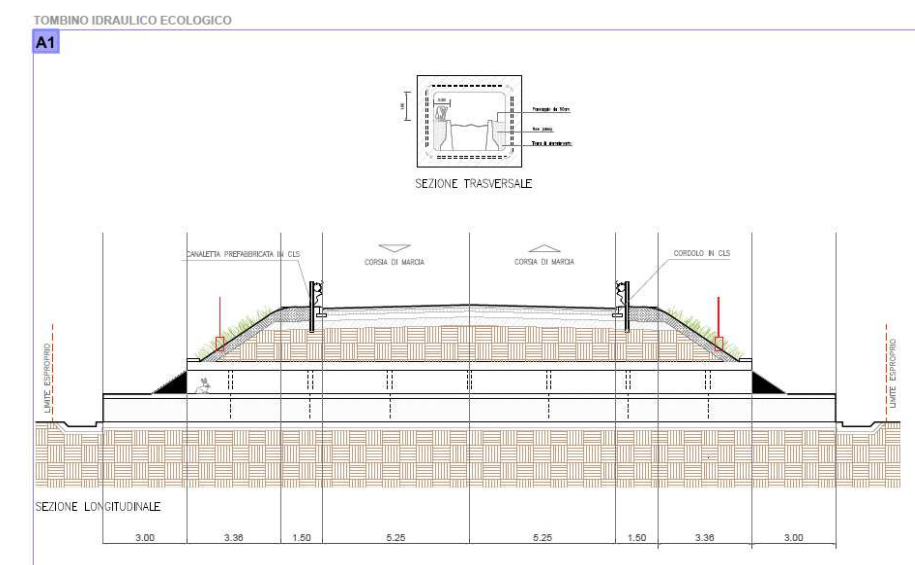 TOMBINO IDRAULICO ECOLOGICO
A1
SEZIONE TRASVERSALE
CANALETTA PREFABBRICATA IN CLS
CORSIA DI MARCIA
CORSIA DI MARCIA
CORDOLO IN CLS
LIMITE ESPROPRIO
LIMITE ESPROPRIO
SEZIONE LONGITUDINALE
3.00 3.36 1.50 5.25 5.25 1.50 3.36 3.00